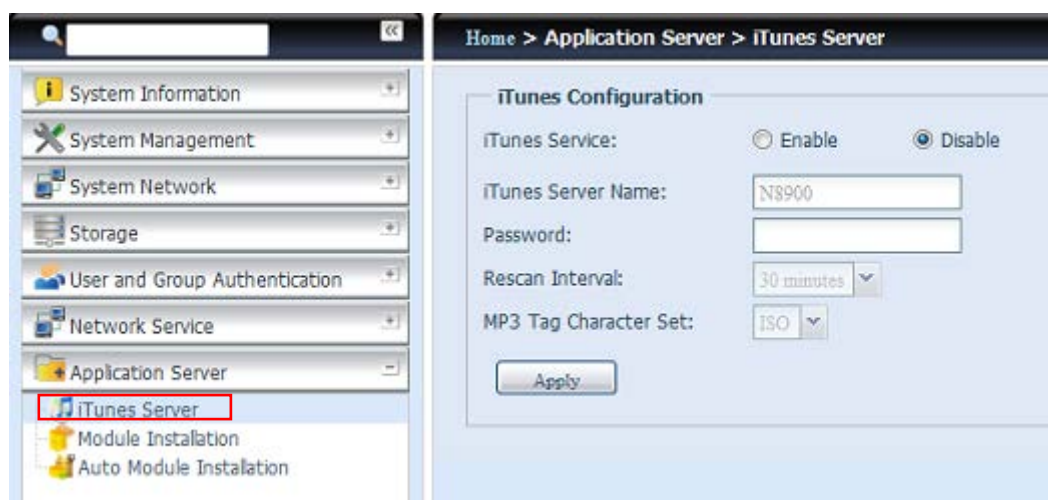 Home > Application Server > iTunes Server
System Information
System Management
System Network
Storage
User and Group Authentication
Network Service
Application Server
iTunes Server
Module Installation
Auto Module Installation
iTunes Configuration
iTunes Service: Enable Disable
iTunes Server Name: N8900
Password:
Rescan Interval: 30 minutes
MP3 Tag Character Set: ISO
Apply